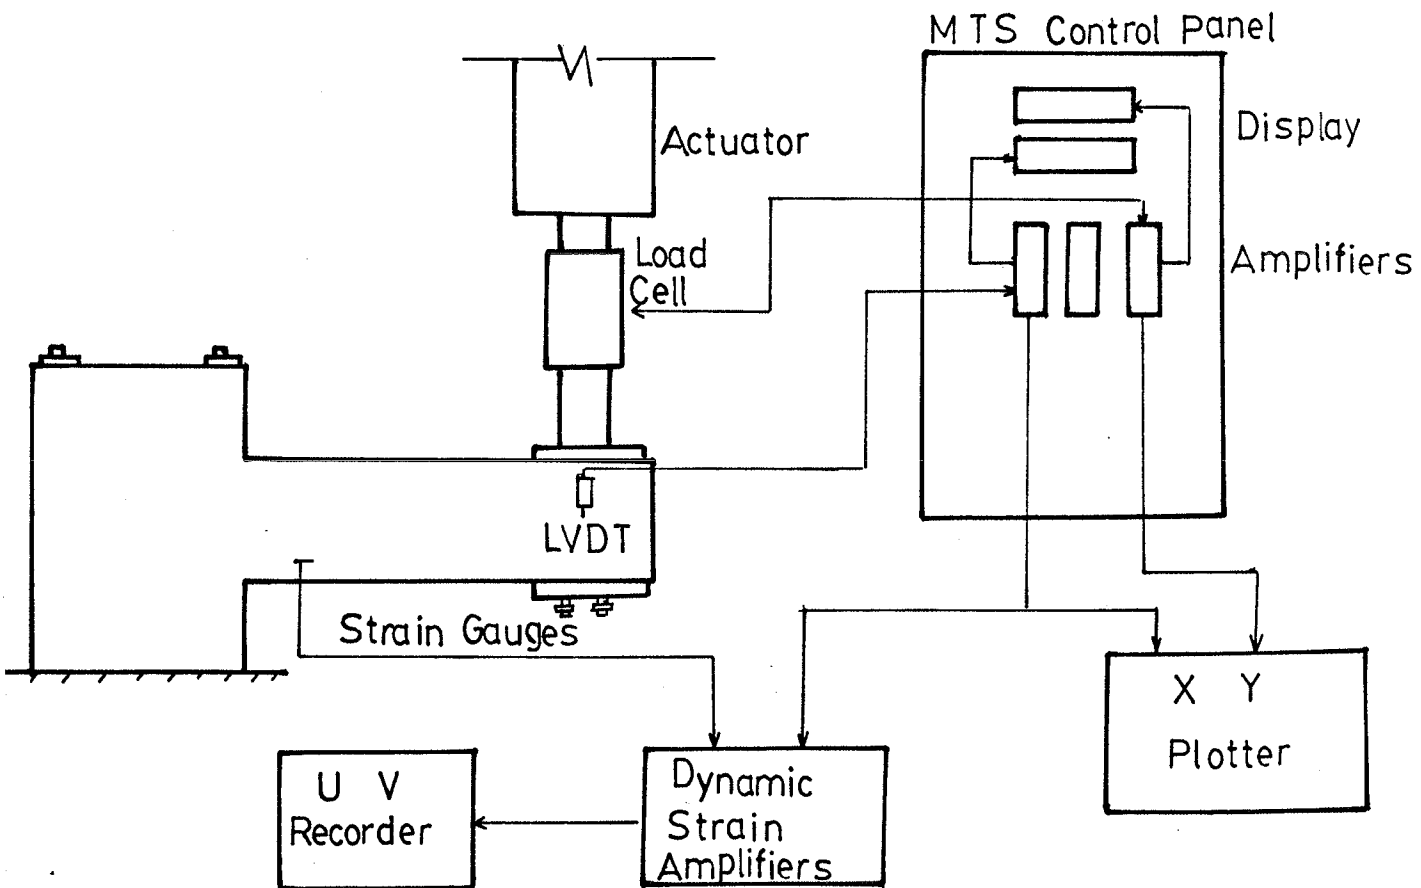 MTS Control Panel
Actuator
Display
Load
Cell
Amplifiers
LVDT
Strain Gauges
X Y
Plotter
U V
Recorder
Dynamic
Strain
Amplifiers